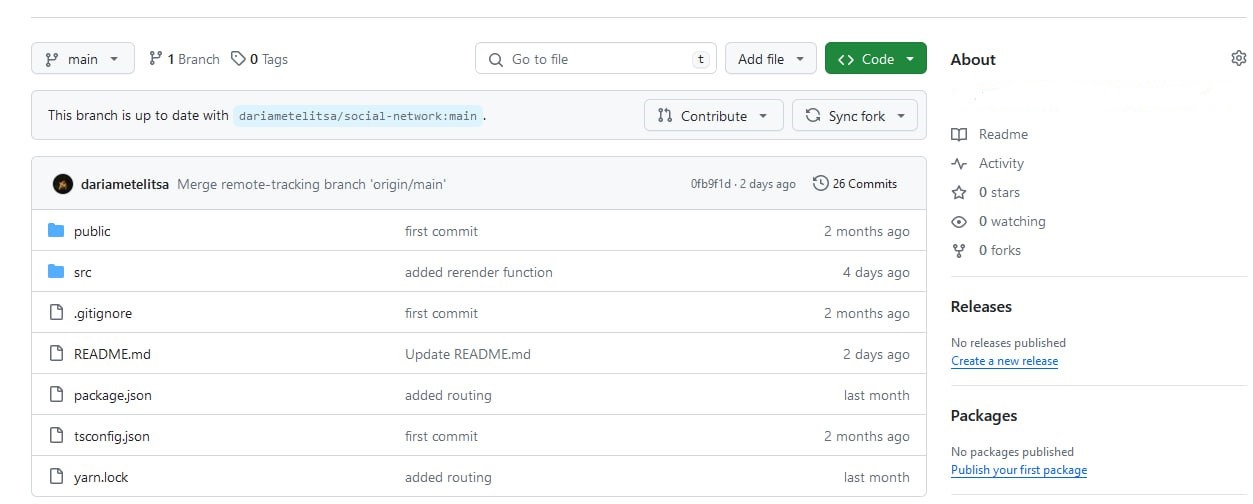 main 1 Branch 0 Tags Go to file t Add file Code
This branch is up to date with dariametelitsa/social-network:main . Contribute Sync fork
dariametelitsa Merge remote-tracking branch 'origin/main' 0fb9f1d · 2 days ago 26 Commits
public first commit 2 months ago
src added rerender function 4 days ago
.gitignore first commit 2 months ago
README.md Update README.md 2 days ago
package.json added routing last month
tsconfig.json first commit 2 months ago
yarn.lock added routing last month
About
Readme
Activity
0 stars
0 watching
0 forks
Releases
No releases published
Create a new release
Packages
No packages published
Publish your first package